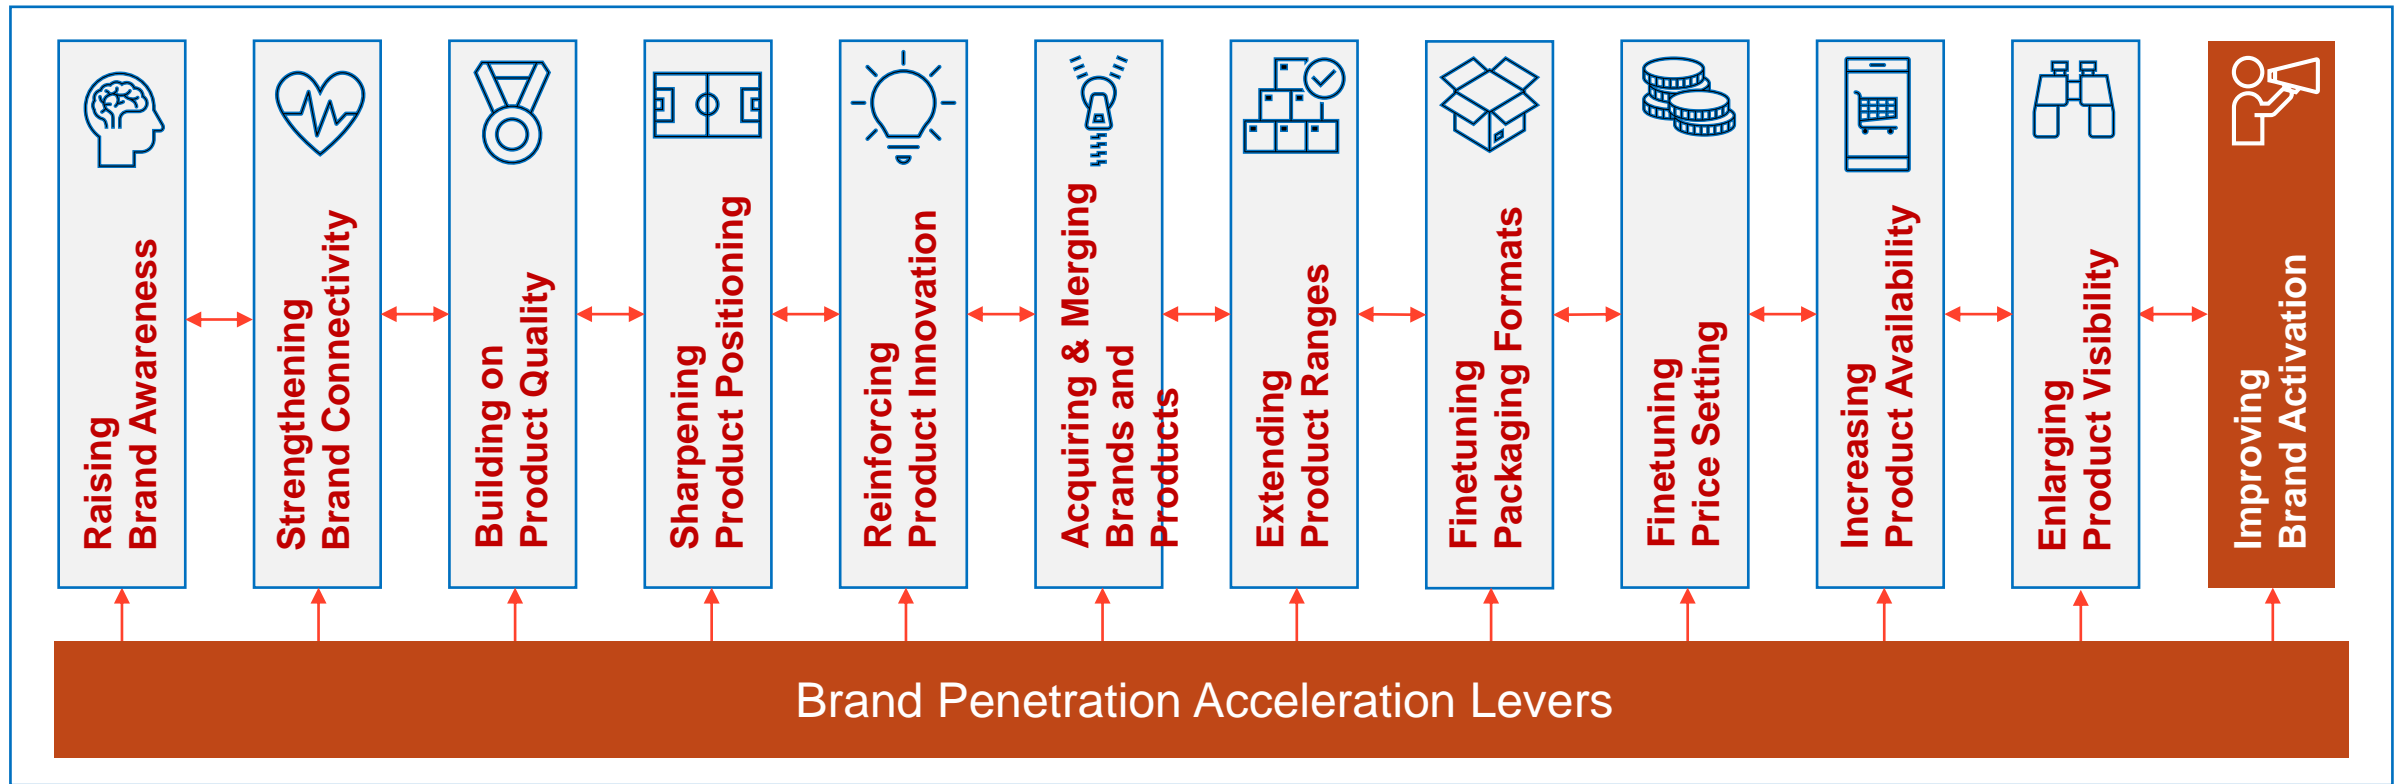 Raising
Brand Awareness
Strengthening
Brand Connectivity
Building on
Product Quality
Sharpening
Product Positioning
Reinforcing
Product Innovation
Acquiring & Merging
Brands and
Products
Extending
Product Ranges
Finetuning
Packaging Formats
Finetuning
Price Setting
Increasing
Product Availability
Enlarging
Product Visibility
Improving
Brand Activation
Brand Penetration Acceleration Levers